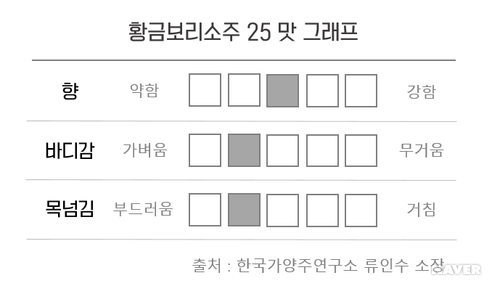 황금보리소주 25 맛 그래프
향 약함 강함
바디감 가벼움 무거움
목넘김 부드러움 거침
출처 : 한국가양주연구소 류인수 소장
NAVER